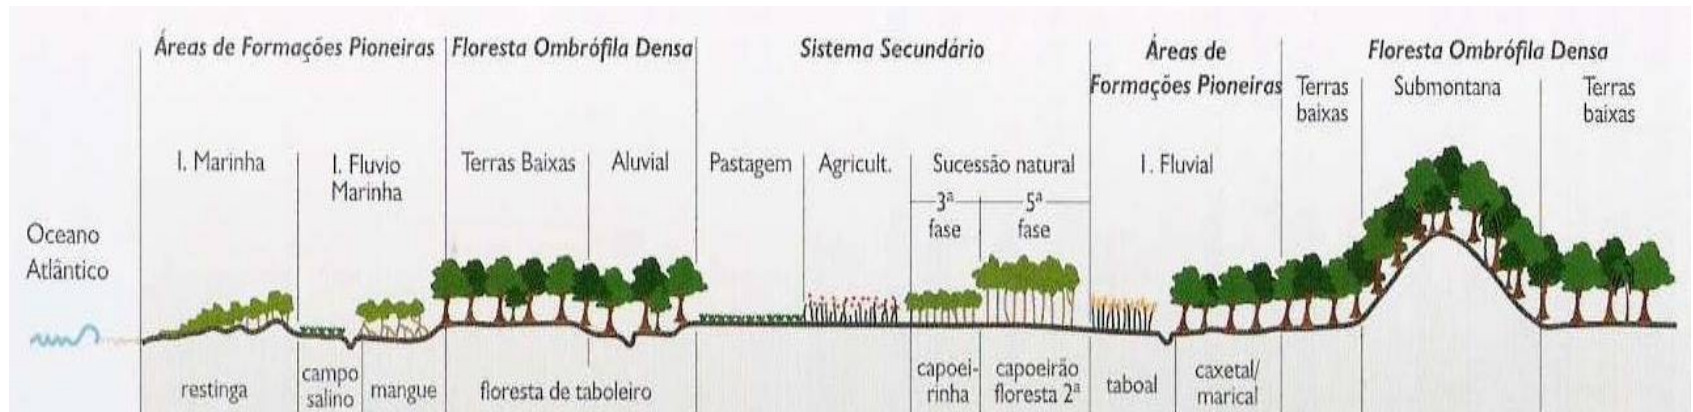 Áreas de Formações Pioneiras
Floresta Ombrófila Densa
Sistema Secundário
Áreas de
Formações Pioneiras
Floresta Ombrófila Densa
Terras
baixas
Submontana
Terras
baixas
I. Marinha
I. Fluvio
Marinha
Terras Baixas
Aluvial
Pastagem
Agricult.
Sucessão natural
3ª
fase
5ª
fase
I. Fluvial
Oceano
Atlântico
restinga
campo
salino
mangue
floresta de taboleiro
capoei-
rinha
capoeirão
floresta 2ª
taboal
caxetal/
marical